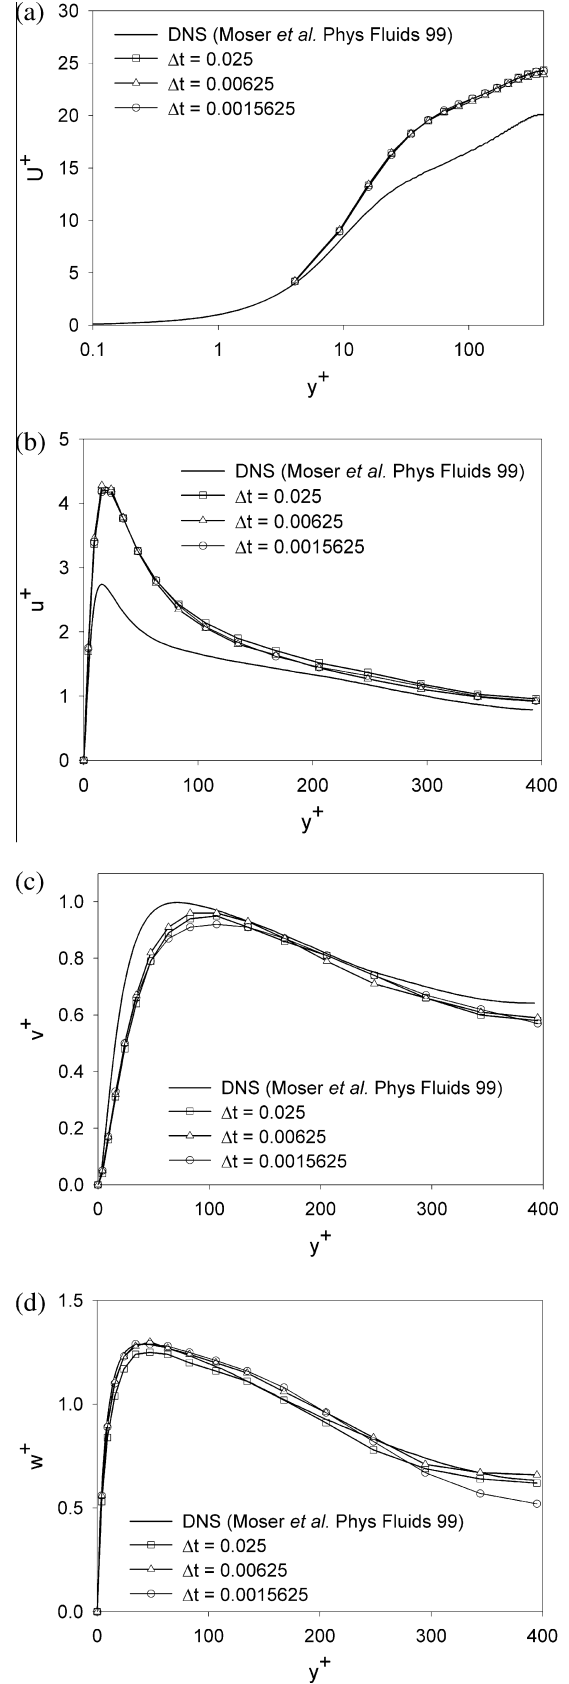 (a)
30
25
20
15
10
5
0
U+
DNS (Moser et al. Phys Fluids 99)
Δt = 0.025
Δt = 0.00625
Δt = 0.0015625
0.1 1 10 100
y+
(b)
5
4
3
2
1
0
u+
DNS (Moser et al. Phys Fluids 99)
Δt = 0.025
Δt = 0.00625
Δt = 0.0015625
0 100 200 300 400
y+
(c)
1.0
0.8
0.6
0.4
0.2
0.0
v+
DNS (Moser et al. Phys Fluids 99)
Δt = 0.025
Δt = 0.00625
Δt = 0.0015625
0 100 200 300 400
y+
(d)
1.5
1.0
0.5
0.0
w+
DNS (Moser et al. Phys Fluids 99)
Δt = 0.025
Δt = 0.00625
Δt = 0.0015625
0 100 200 300 400
y+